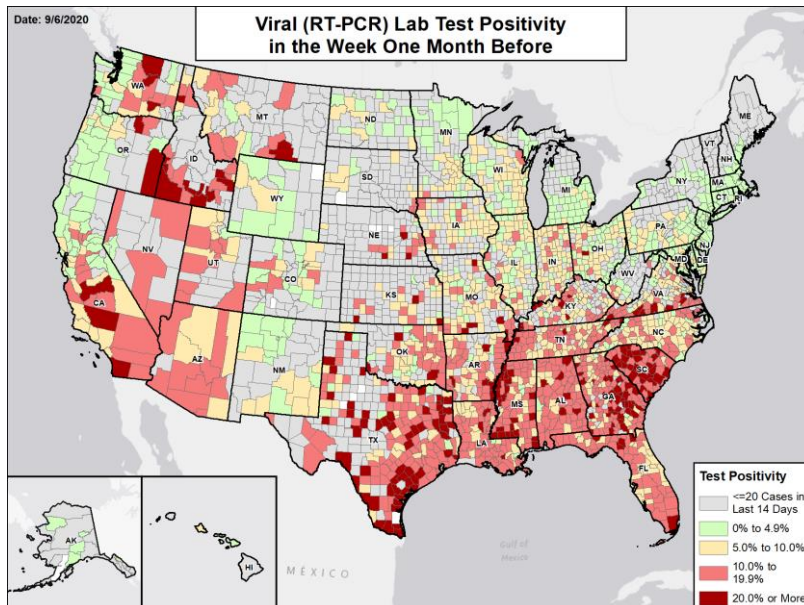 Date: 9/6/2020
Viral (RT-PCR) Lab Test Positivity
in the Week One Month Before
WA
MT
ND
MN
ME
OR
ID
SD
WI
VT
NH
WY
MI
NY
MA
CT
RI
NE
IA
PA
NJ
NV
UT
CO
IL
IN
OH
MD
DE
WV
CA
KS
MO
KY
VA
AZ
NM
OK
AR
TN
NC
SC
MS
AL
GA
TX
LA
FL
AK
HI
MÉXICO
Gulf of
Mexico
Test Positivity
<=20 Cases in
Last 14 Days
0% to 4.9%
5.0% to 10.0%
10.0% to
19.9%
20.0% or More